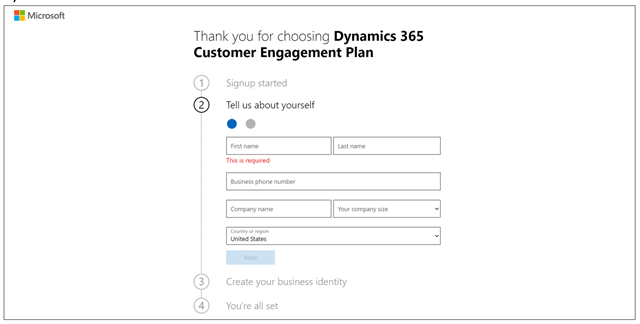 Microsoft
Thank you for choosing Dynamics 365
Customer Engagement Plan
1 Signup started
2 Tell us about yourself
First name Last name
This is required
Business phone number
Company name Your company size
Country or region
United States
Next
3 Create your business identity
4 You're all set